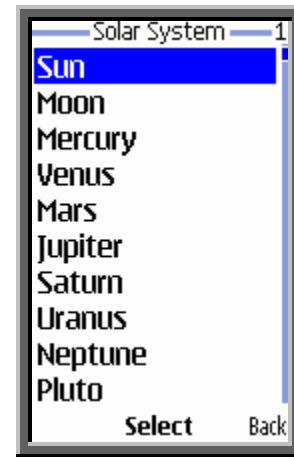 Solar System 1
Sun
Moon
Mercury
Venus
Mars
Jupiter
Saturn
Uranus
Neptune
Pluto
Select Back